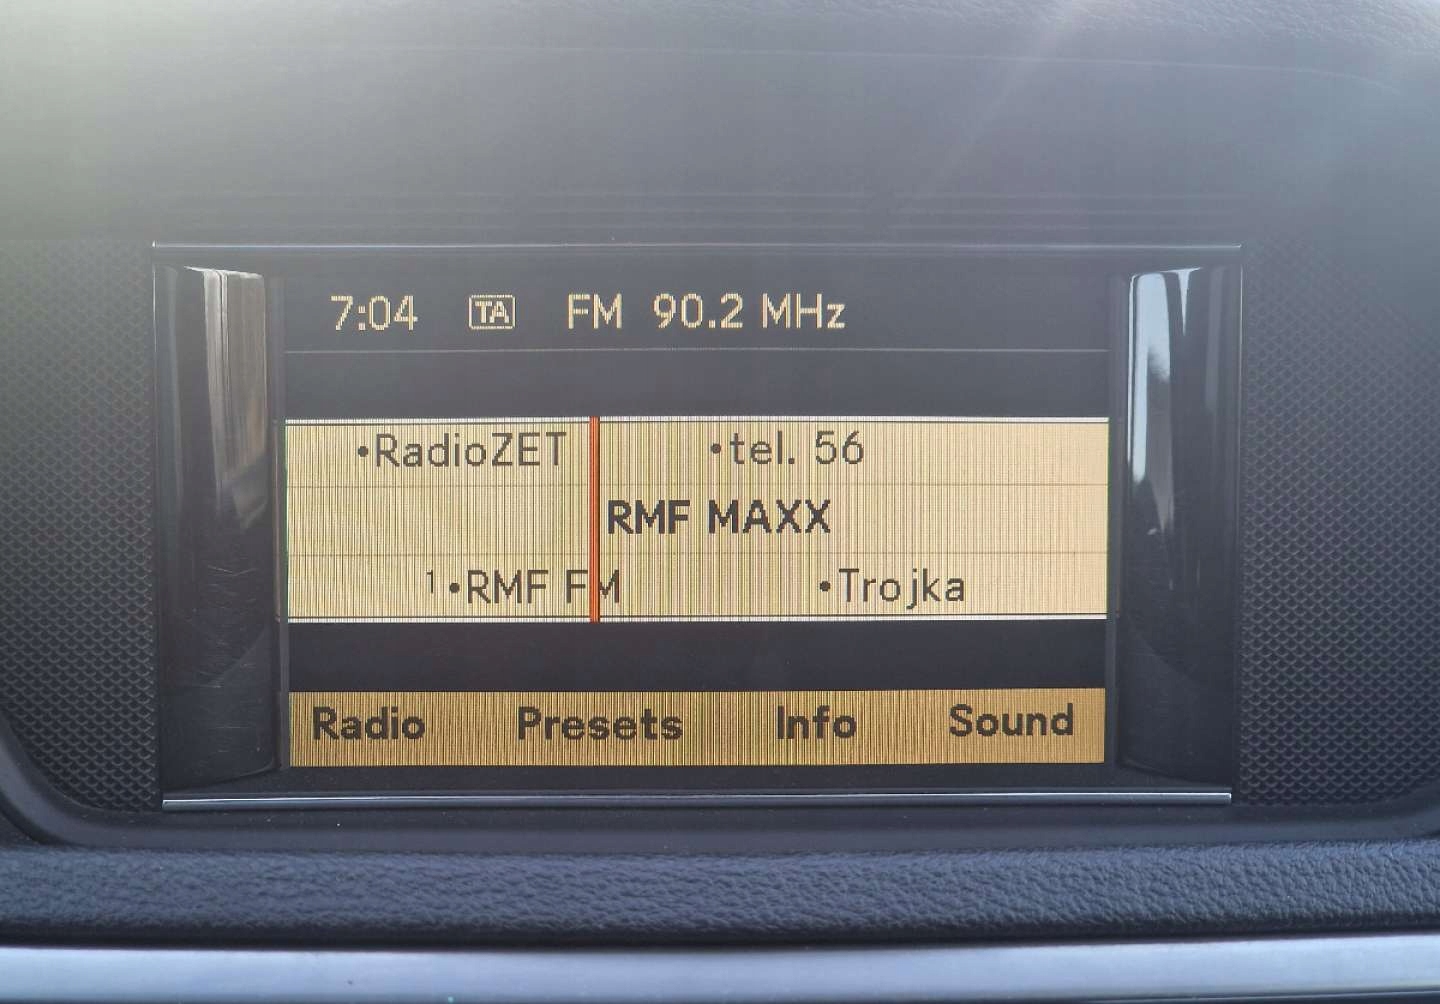 7:04 TA FM 90.2 MHz
•RadioZET •tel. 56
RMF MAXX
1•RMF FM •Trojka
Radio Presets Info Sound